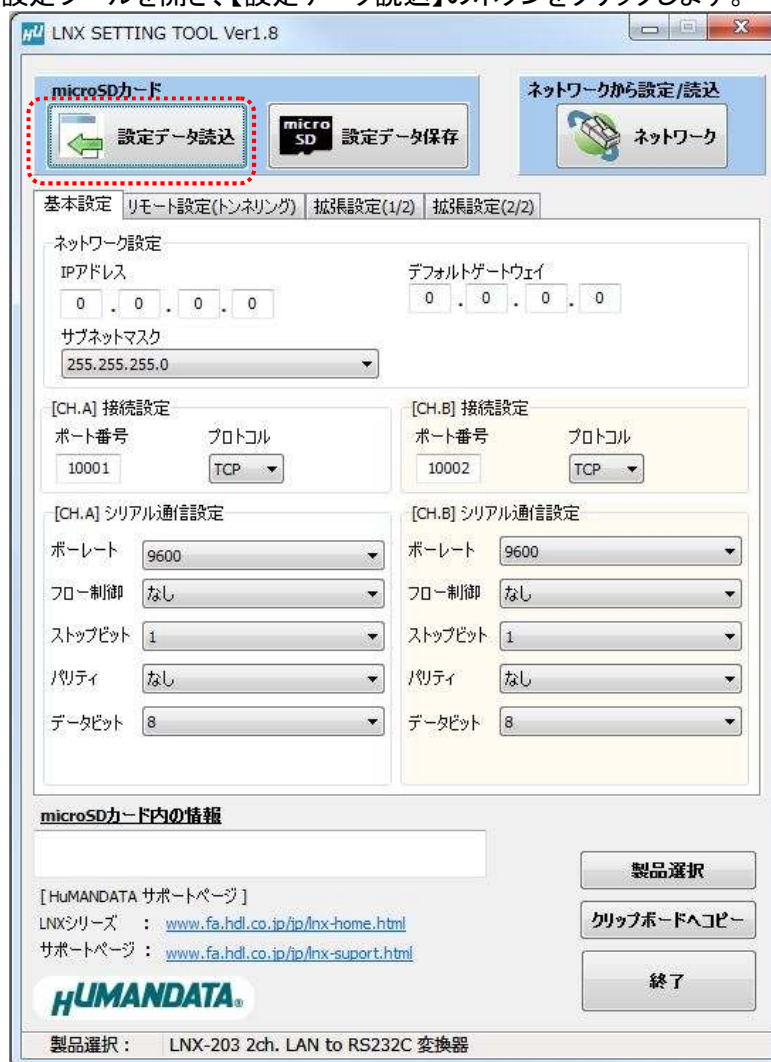 設定ツールを開き、【設定データ読込】のボタンをクリックします。
LNX SETTING TOOL Ver1.8
microSDカード
設定データ読込
micro SD 設定データ保存
ネットワークから設定/読込
ネットワーク
基本設定 リモート設定(トンネリング) 拡張設定(1/2) 拡張設定(2/2)
ネットワーク設定
IPアドレス デフォルトゲートウェイ
0 . 0 . 0 . 0 0 . 0 . 0 . 0
サブネットマスク
255.255.255.0
[CH.A] 接続設定 [CH.B] 接続設定
ポート番号 プロトコル ポート番号 プロトコル
10001 TCP 10002 TCP
[CH.A] シリアル通信設定 [CH.B] シリアル通信設定
ボーレート 9600 ボーレート 9600
フロー制御 なし フロー制御 なし
ストップビット 1 ストップビット 1
パリティ なし パリティ なし
データビット 8 データビット 8
microSDカード内の情報
製品選択
[HuMANDATA サポートページ]
LNXシリーズ : www.fa.hdl.co.jp/jp/lnx-home.html
クリップボードへコピー
サポートページ : www.fa.hdl.co.jp/jp/lnx-suport.html
終了
HUMANDATA®
製品選択: LNX-203 2ch. LAN to RS232C 変換器